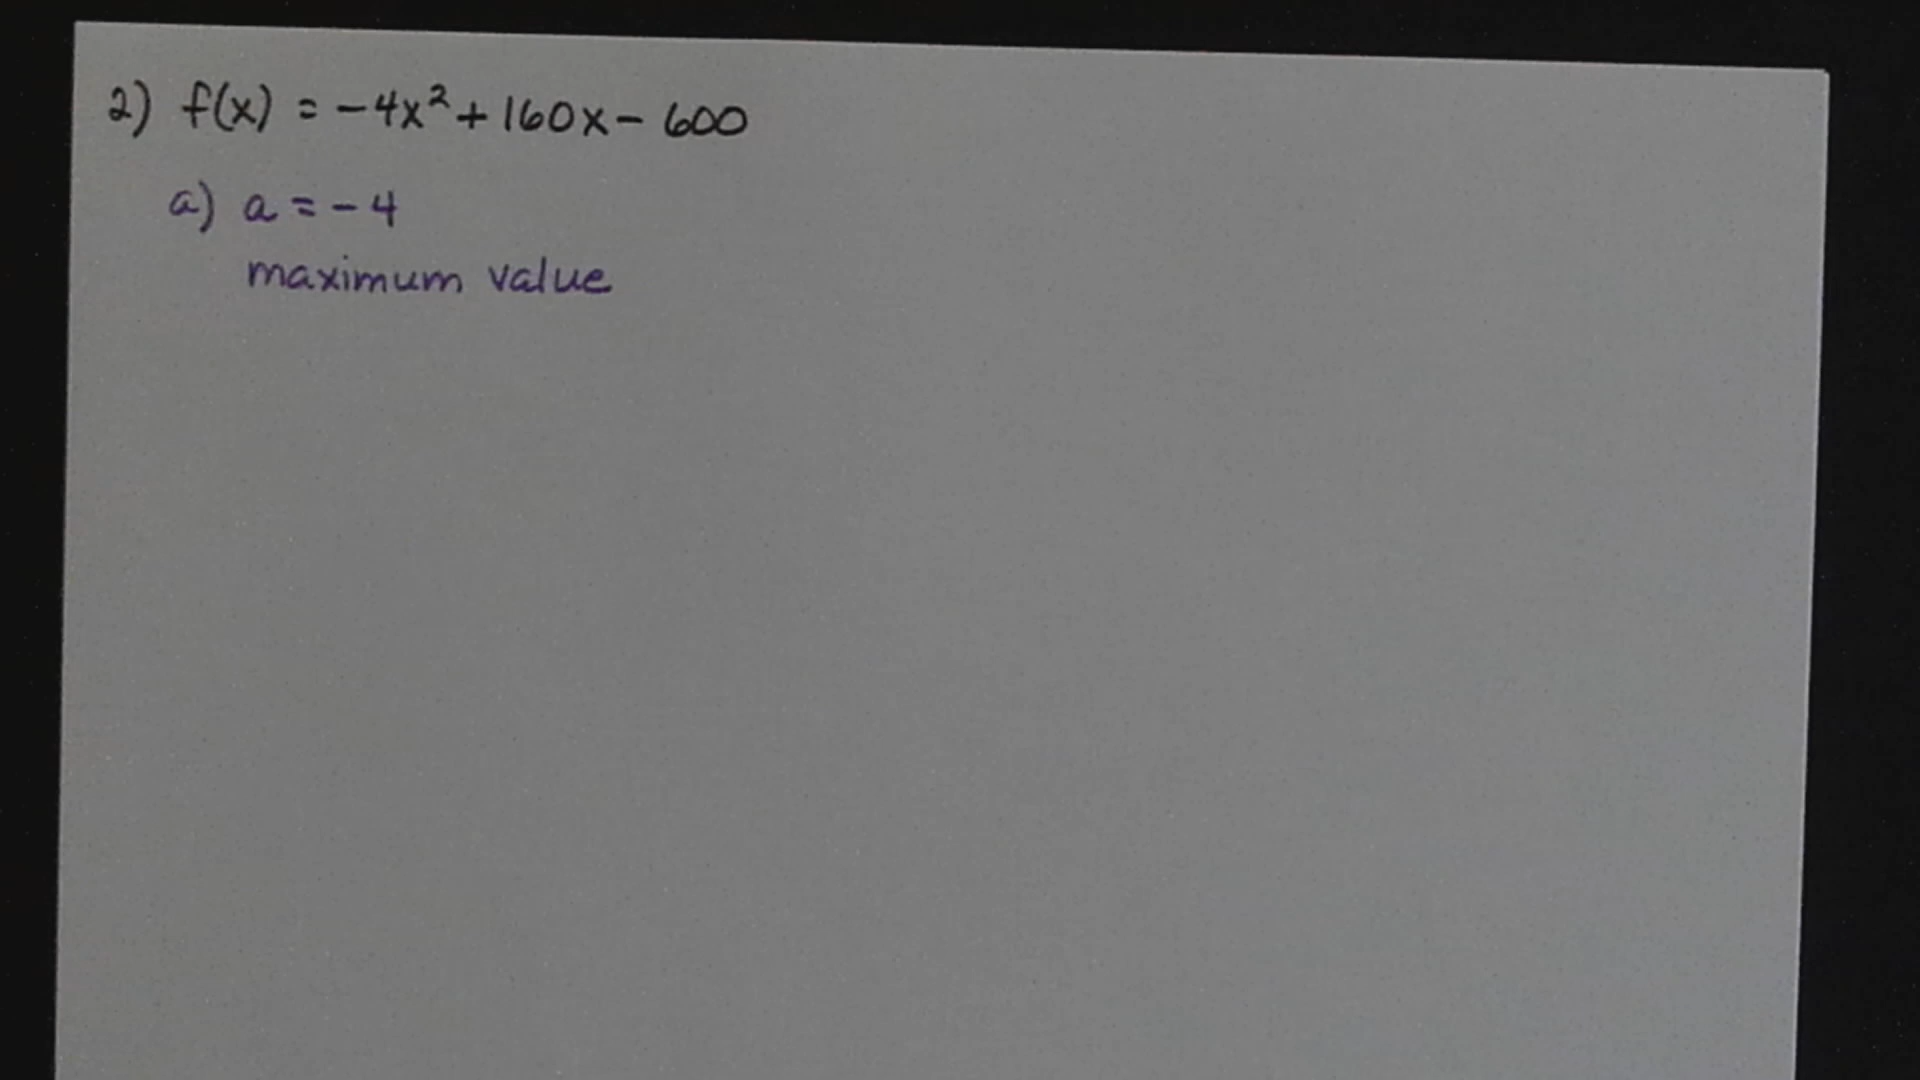 2) f(x) = -4x² + 160x - 600
a) a = -4
maximum value